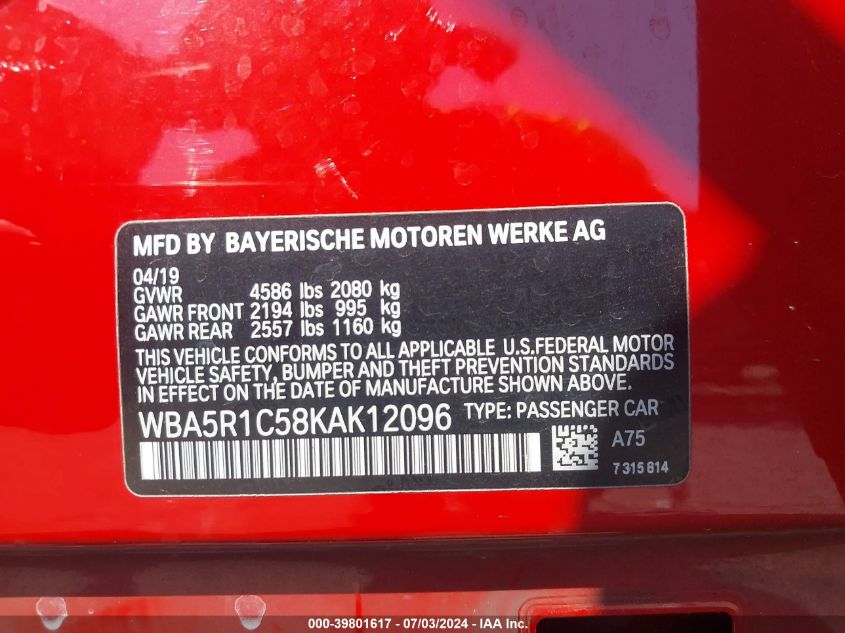 MFD BY BAYERISCHE MOTOREN WERKE AG
04/19
GVWR 4586 lbs 2080 kg
GAWR FRONT 2194 lbs 995 kg
GAWR REAR 2557 lbs 1160 kg
THIS VEHICLE CONFORMS TO ALL APPLICABLE U.S.FEDERAL MOTOR
VEHICLE SAFETY, BUMPER AND THEFT PREVENTION STANDARDS
IN EFFECT ON THE DATE OF MANUFACTURE SHOWN ABOVE.
WBA5R1C58KAK12096 TYPE: PASSENGER CAR
A75
7 315 814
000-39801617 - 07/03/2024 - IAA, Inc.